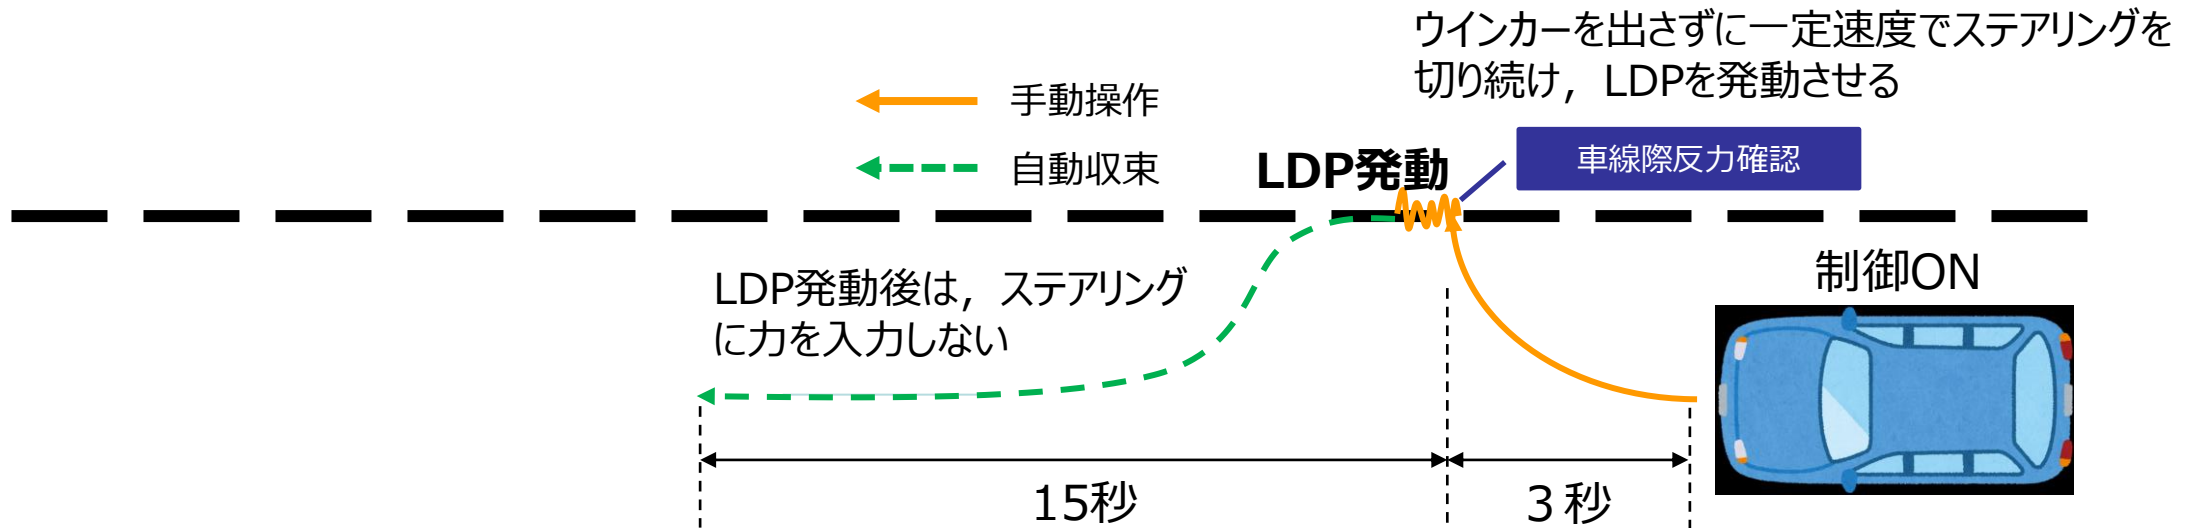 ウインカーを出さずに一定速度でステアリングを
切り続け，LDPを発動させる
手動操作
自動収束
LDP発動
車線際反力確認
制御ON
LDP発動後は，ステアリング
に力を入力しない
15秒
３秒